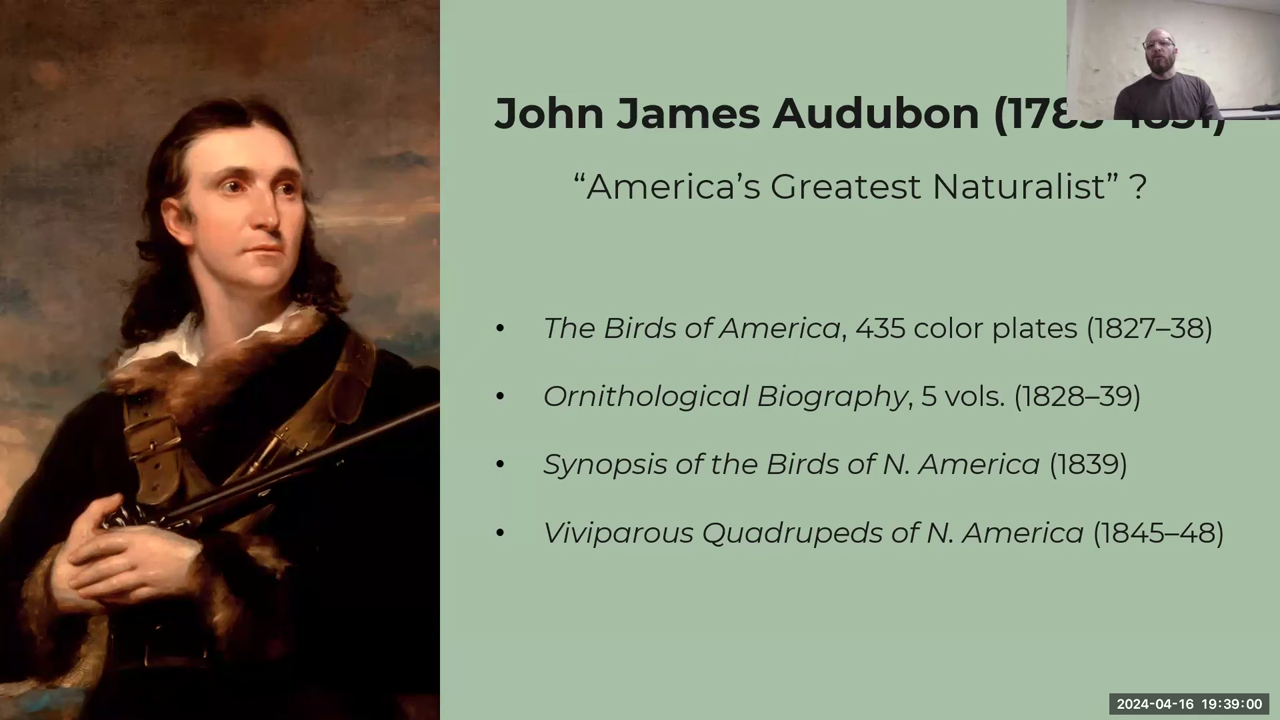 John James Audubon (1785–1851)
“America’s Greatest Naturalist” ?
• The Birds of America, 435 color plates (1827–38)
• Ornithological Biography, 5 vols. (1828–39)
• Synopsis of the Birds of N. America (1839)
• Viviparous Quadrupeds of N. America (1845–48)
2024-04-16 19:39:00